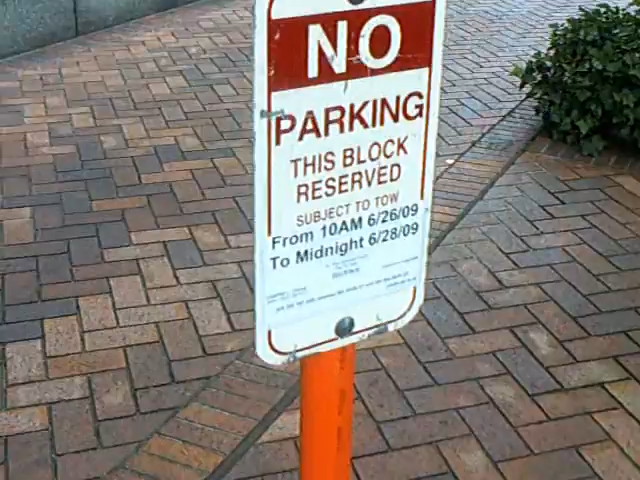 NO
PARKING
THIS BLOCK
RESERVED
SUBJECT TO TOW
From 10AM 6/26/09
To Midnight 6/28/09